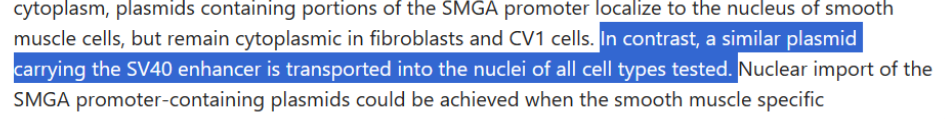 cytoplasm, plasmids containing portions of the SMGA promoter localize to the nucleus of smooth
muscle cells, but remain cytoplasmic in fibroblasts and CV1 cells. In contrast, a similar plasmid
carrying the SV40 enhancer is transported into the nuclei of all cell types tested. Nuclear import of the
SMGA promoter-containing plasmids could be achieved when the smooth muscle specific